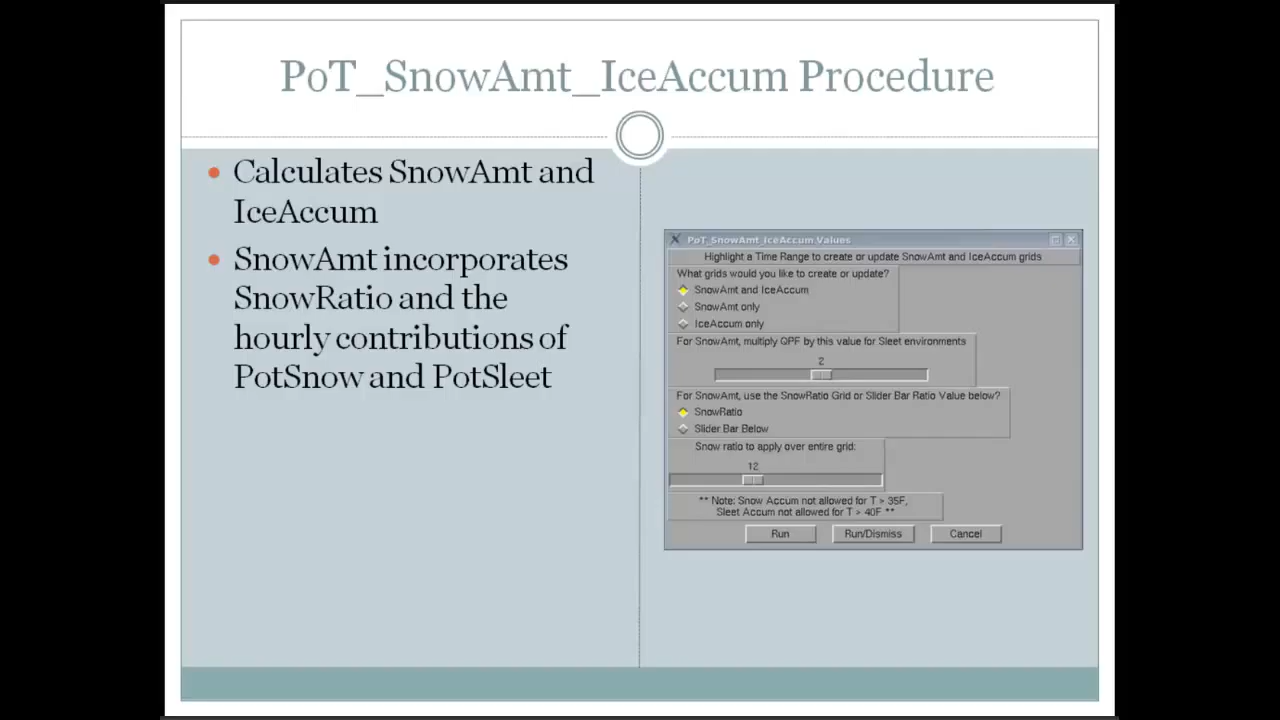 PoT_SnowAmt_IceAccum Procedure
Calculates SnowAmt and
IceAccum
SnowAmt incorporates
SnowRatio and the
hourly contributions of
PotSnow and PotSleet
PoT_SnowAmt_IceAccum Values
Highlight a Time Range to create or update SnowAmt and IceAccum grids
What grids would you like to create or update?
SnowAmt and IceAccum
SnowAmt only
IceAccum only
For SnowAmt, multiply QPF by this value for Sleet environments
2
For SnowAmt, use the SnowRatio Grid or Slider Bar Ratio Value below?
SnowRatio
Slider Bar Below
Snow ratio to apply over entire grid:
12
** Note: Snow Accum not allowed for T > 35F,
Sleet Accum not allowed for T > 40F **
Run Run/Dismiss Cancel